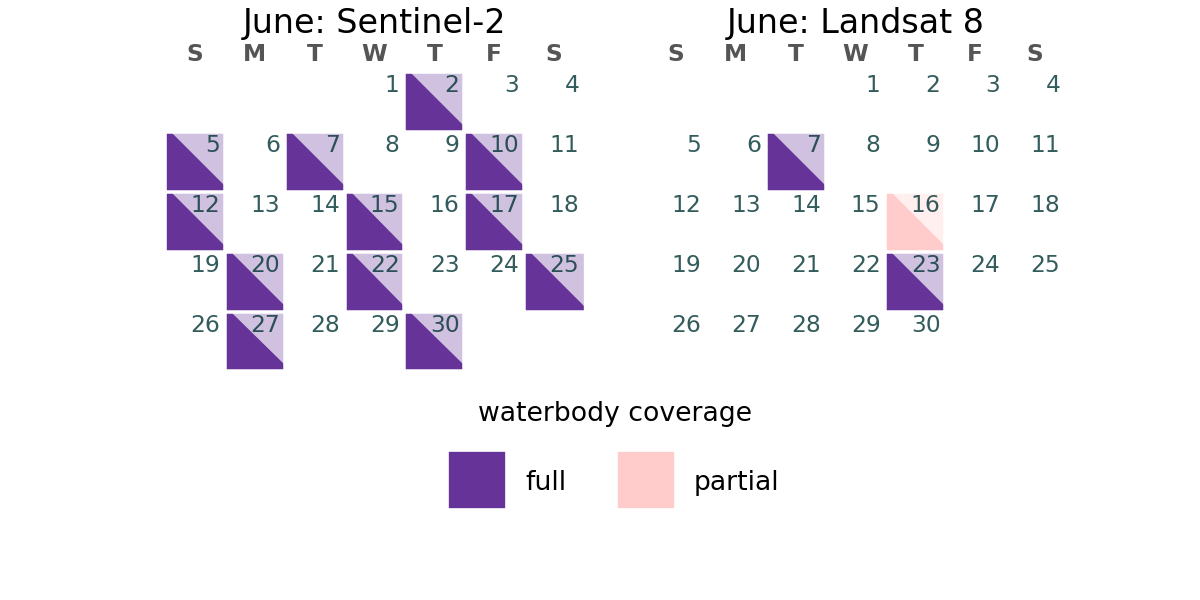 June: Sentinel-2
S M T W T F S
1 2 3 4
5 6 7 8 9 10 11
12 13 14 15 16 17 18
19 20 21 22 23 24 25
26 27 28 29 30
June: Landsat 8
S M T W T F S
1 2 3 4
5 6 7 8 9 10 11
12 13 14 15 16 17 18
19 20 21 22 23 24 25
26 27 28 29 30
waterbody coverage
full partial